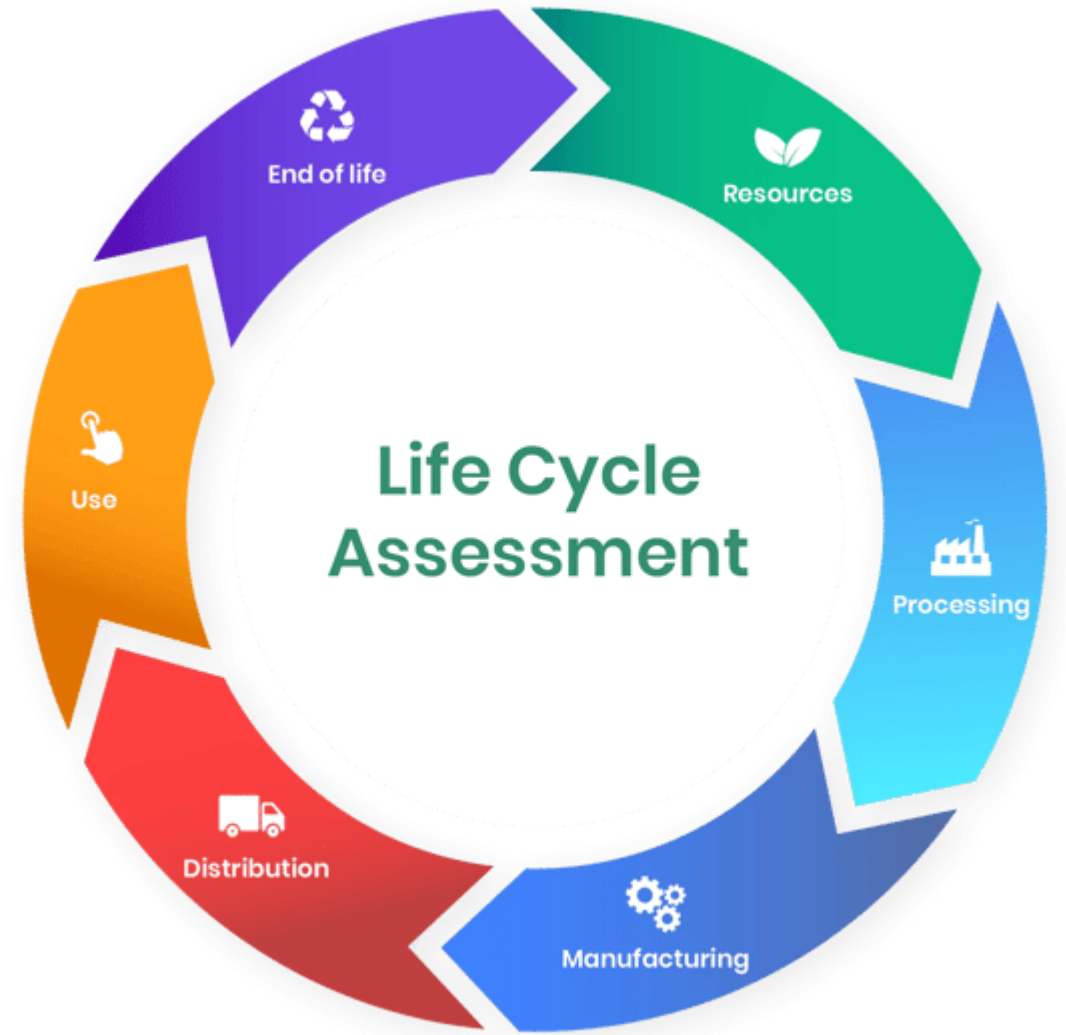 Life Cycle
Assessment
Resources
Processing
Manufacturing
Distribution
Use
End of life